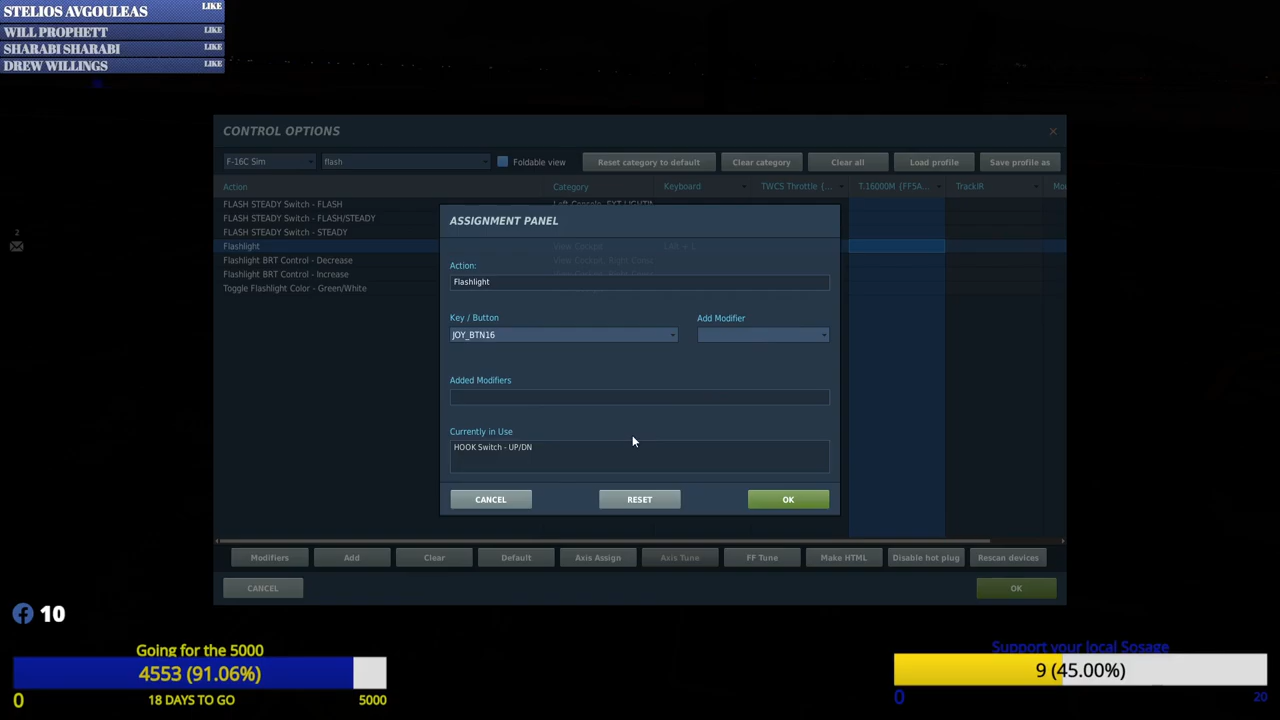 STELIOS AVGOULEAS LIKE
WILL PROPHETT LIKE
SHARABI SHARABI LIKE
DREW WILLINGS LIKE
CONTROL OPTIONS
F-16C Sim flash Foldable view Reset category to default Clear category Clear all Load profile Save profile as
Action Category Keyboard TWCS Throttle {... T.16000M {FF5A... TrackIR
FLASH STEADY Switch - FLASH
FLASH STEADY Switch - FLASH/STEADY
FLASH STEADY Switch - STEADY
2
Flashlight View Cockpit
Flashlight BRT Control - Decrease
Flashlight BRT Control - Increase
Toggle Flashlight Color - Green/White
ASSIGNMENT PANEL
Action:
Flashlight
Key / Button Add Modifier
JOY_BTN16
Added Modifiers
Currently in Use
HOOK Switch - UP/DN
CANCEL RESET OK
Modifiers Add Clear Default Axis Assign Axis Tune FF Tune Make HTML Disable hot plug Rescan devices
CANCEL OK
10
Going for the 5000
4553 (91.06%)
0 18 DAYS TO GO 5000
Support your local Sosage
9 (45.00%)
0 20